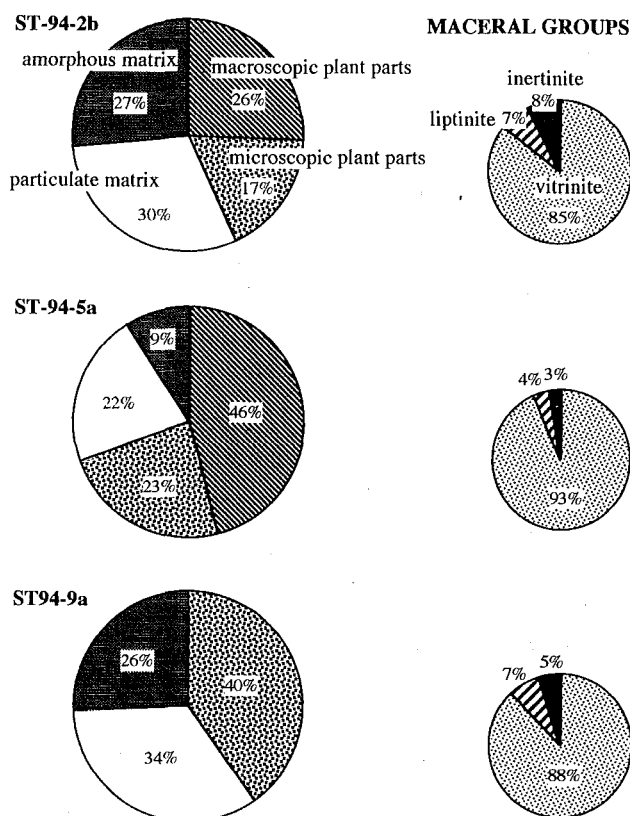 ST-94-2b
MACERAL GROUPS
amorphous matrix
27%
macroscopic plant parts
26%
microscopic plant parts
17%
particulate matrix
30%
inertinite
8%
liptinite 7%
vitrinite
85%
ST-94-5a
9%
46%
22%
23%
4% 3%
93%
ST94-9a
26%
40%
34%
7% 5%
88%